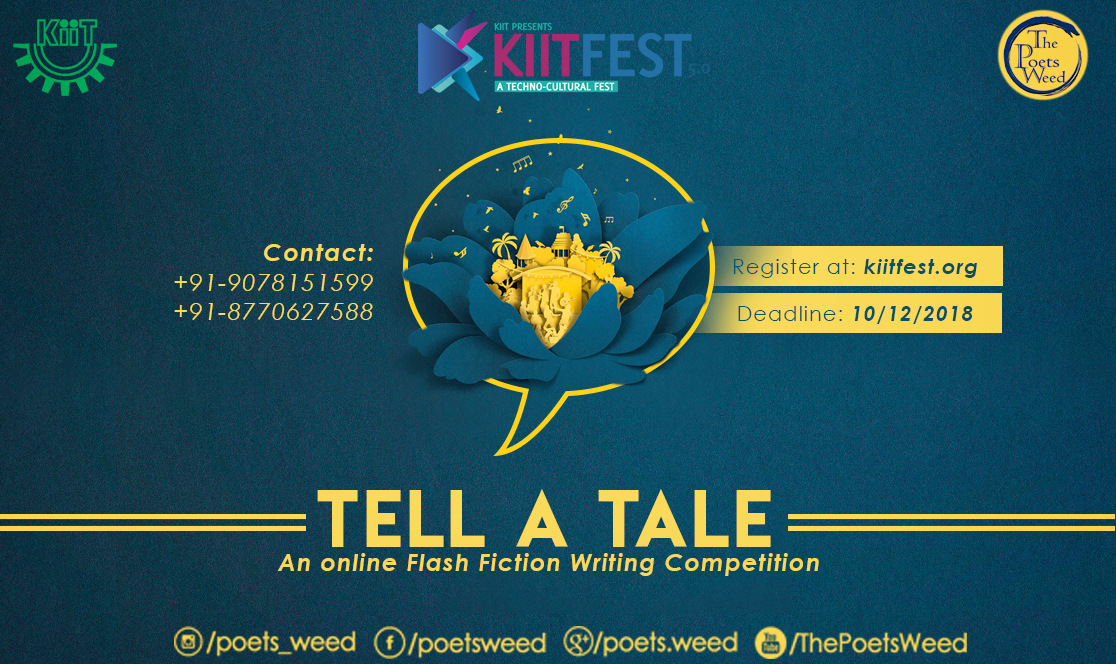 KiiT
KIIT PRESENTS
KIITFEST 5.0
A TECHNO-CULTURAL FEST
The
Poets
Weed
Contact:
+91-9078151599
+91-8770627588
Register at: kiitfest.org
Deadline: 10/12/2018
TELL A TALE
An online Flash Fiction Writing Competition
/poets_weed
/poetsweed
g+ /poets.weed
You Tube /ThePoetsWeed